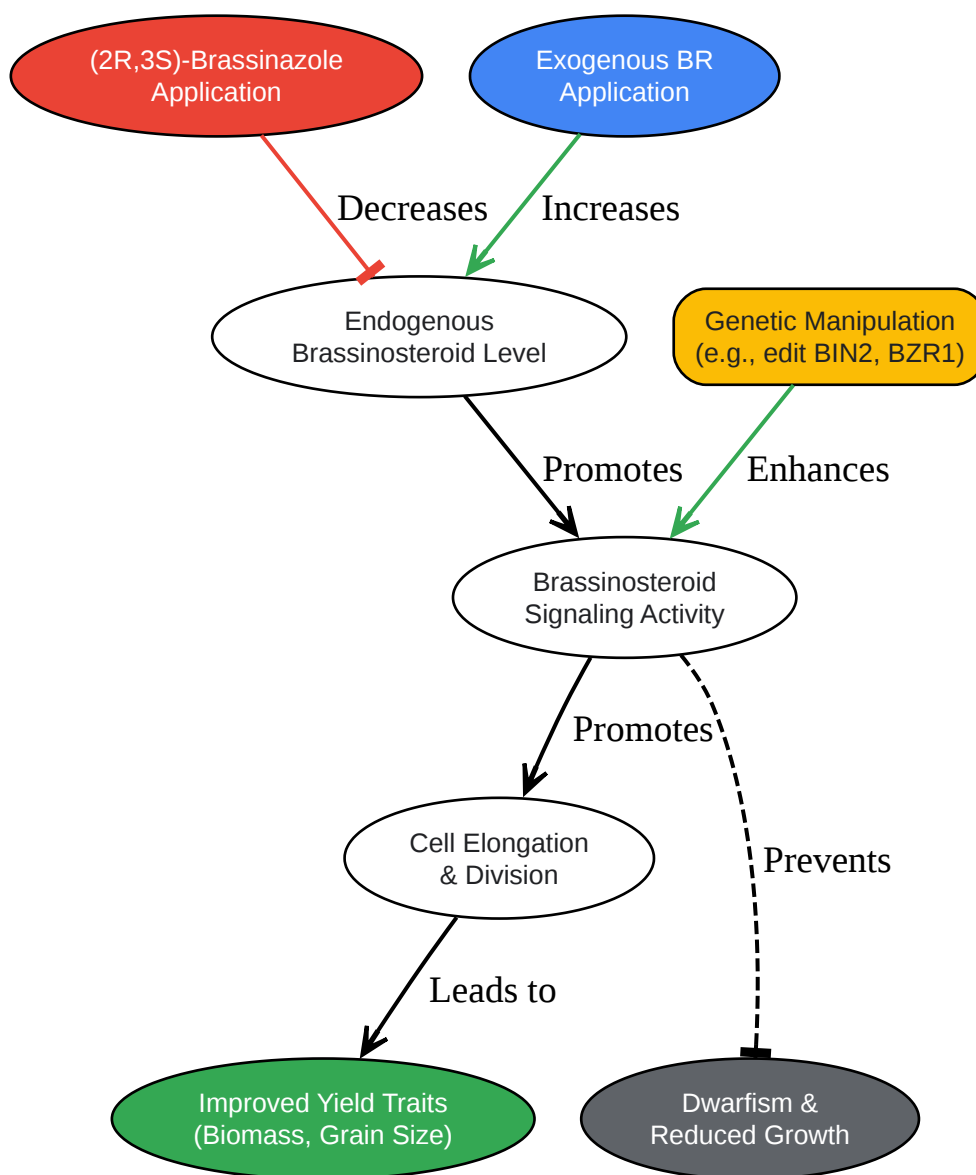 (2R,3S)-Brassinazole
Application
Exogenous BR
Application
Decreases
Increases
Endogenous
Brassinosteroid Level
Genetic Manipulation
(e.g., edit BIN2, BZR1)
Promotes
Enhances
Brassinosteroid
Signaling Activity
Promotes
Cell Elongation
& Division
Prevents
Leads to
Improved Yield Traits
(Biomass, Grain Size)
Dwarfism &
Reduced Growth